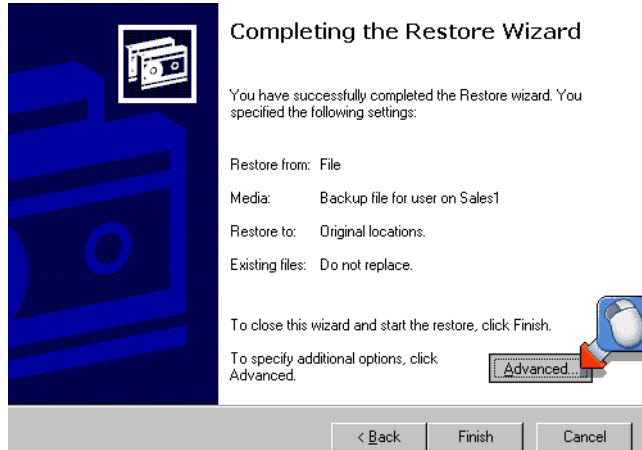 Completing the Restore Wizard
You have successfully completed the Restore wizard. You
specified the following settings:
Restore from: File
Media: Backup file for user on Sales1
Restore to: Original locations.
Existing files: Do not replace.
To close this wizard and start the restore, click Finish.
To specify additional options, click
Advanced.
Advanced...
< Back
Finish
Cancel